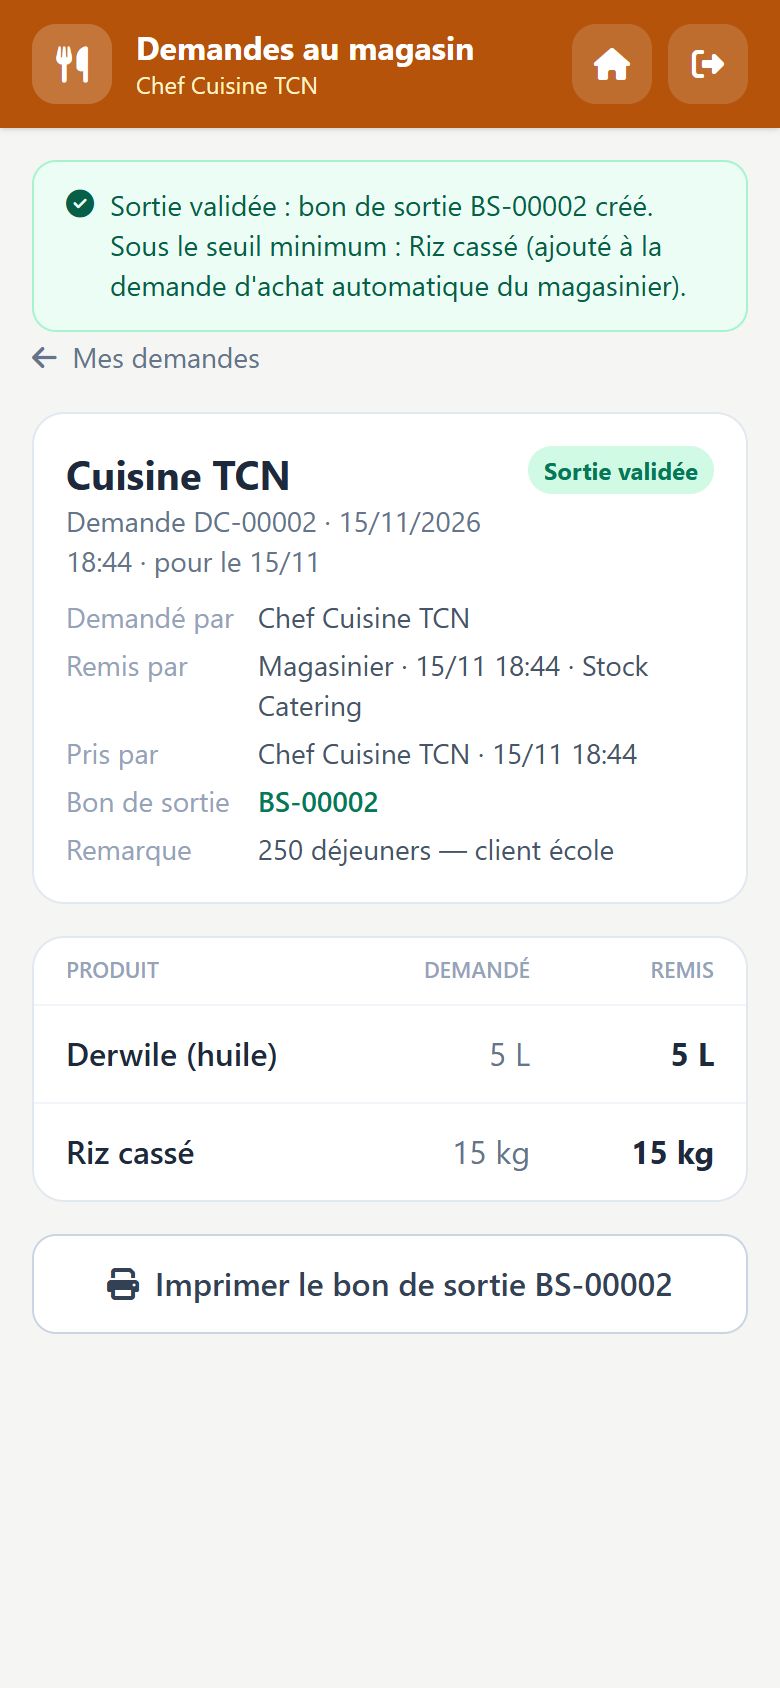 Demandes au magasin
Chef Cuisine TCN
Sortie validée : bon de sortie BS-00002 créé.
Sous le seuil minimum : Riz cassé (ajouté à la
demande d'achat automatique du magasinier).
Mes demandes
Cuisine TCN
Sortie validée
Demande DC-00002 · 15/11/2026
18:44 · pour le 15/11
Demandé par Chef Cuisine TCN
Remis par Magasinier · 15/11 18:44 · Stock
Catering
Pris par Chef Cuisine TCN · 15/11 18:44
Bon de sortie BS-00002
Remarque 250 déjeuners — client école
PRODUIT DEMANDÉ REMIS
Derwile (huile) 5 L 5 L
Riz cassé 15 kg 15 kg
Imprimer le bon de sortie BS-00002